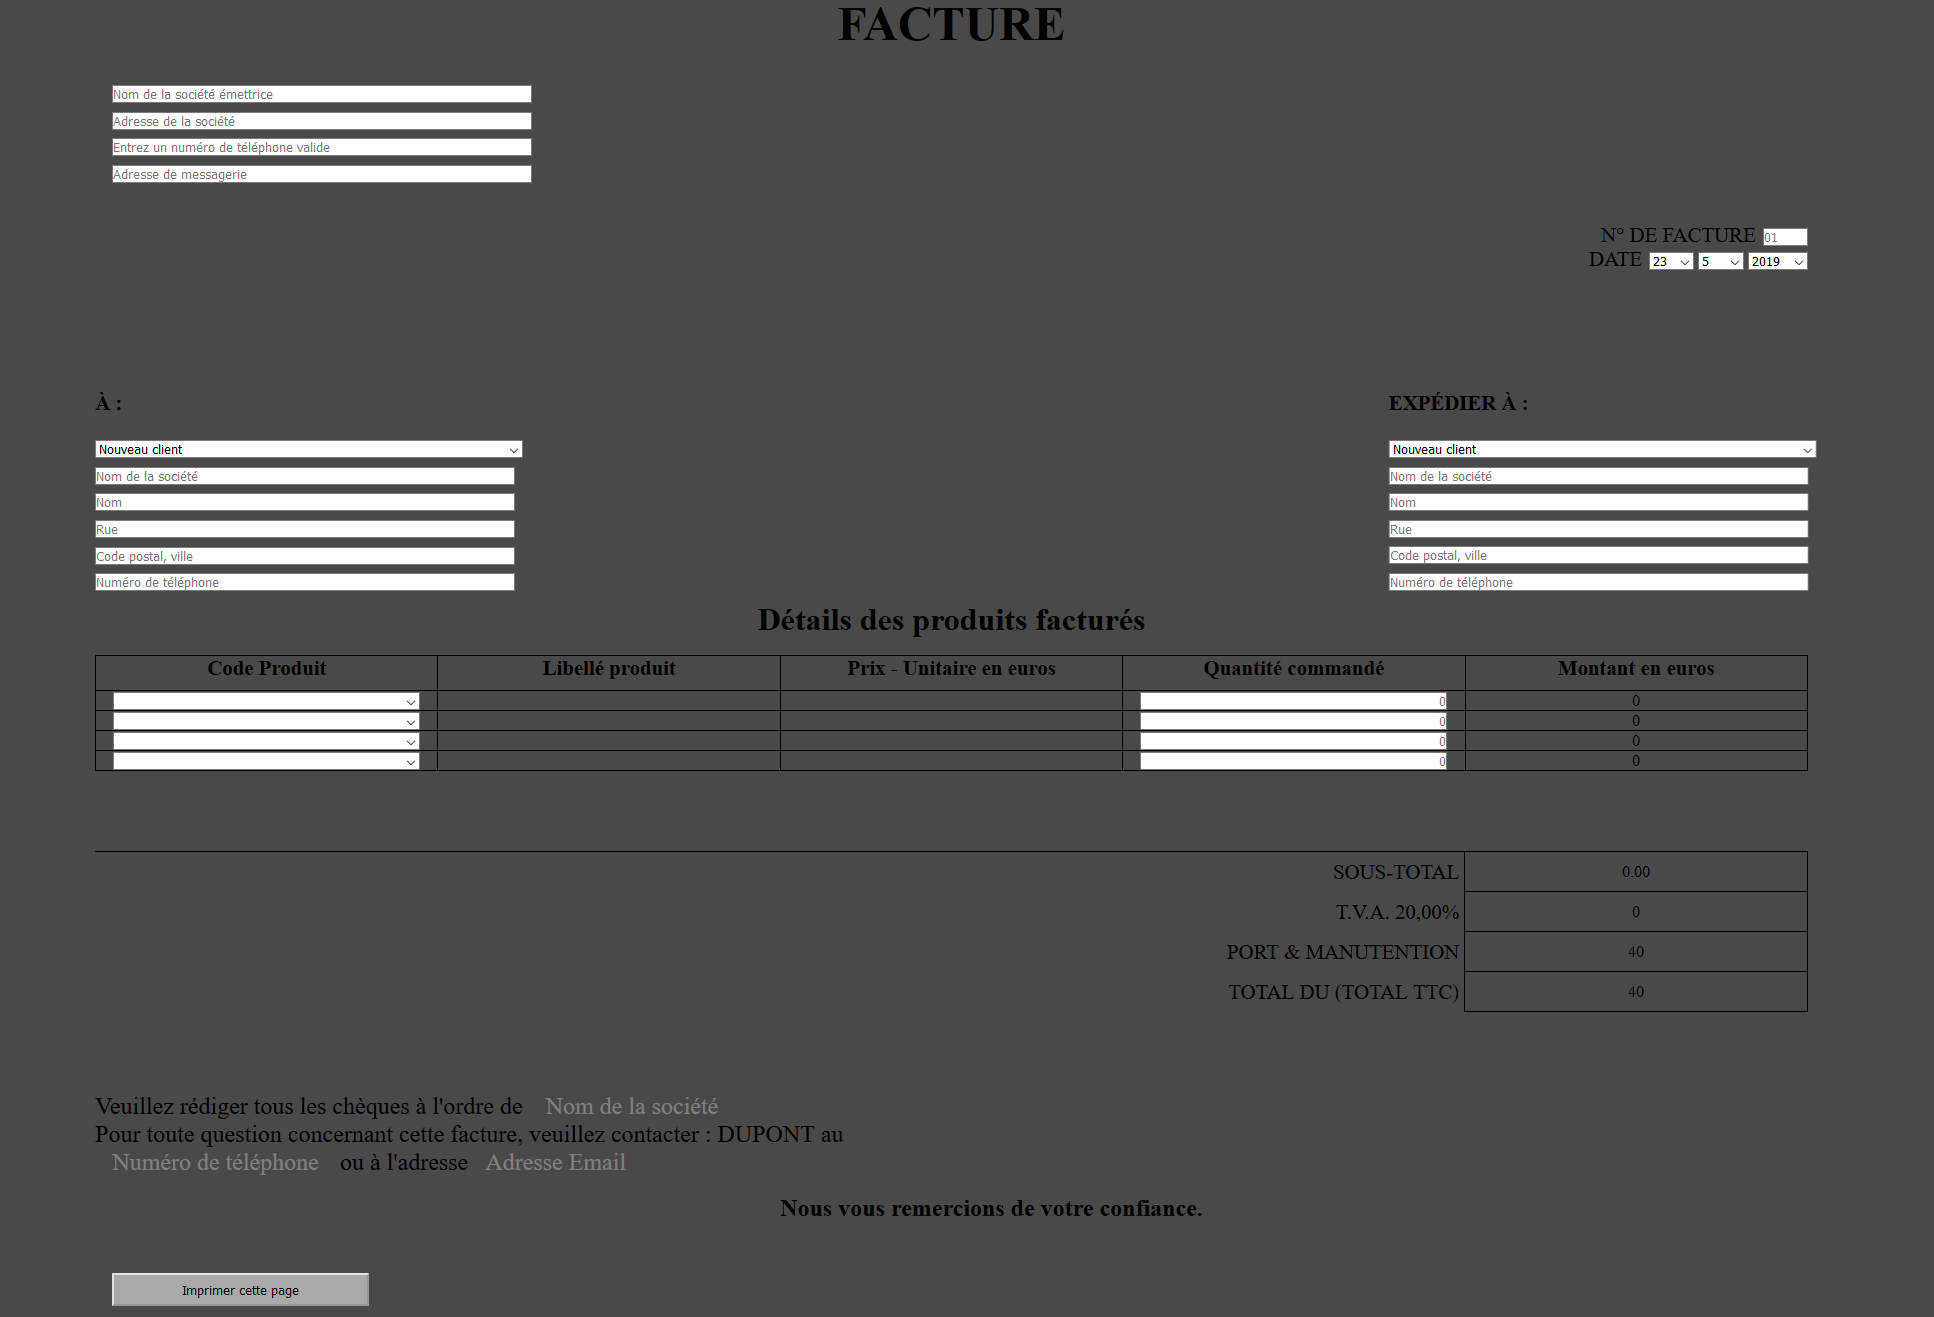 FACTURE
Nom de la société émettrice
Adresse de la société
Entrez un numéro de téléphone valide
Adresse de messagerie
N° DE FACTURE 01
DATE 23 5 2019
À :
Nouveau client
Nom de la société
Nom
Rue
Code postal, ville
Numéro de téléphone
EXPÉDIER À :
Nouveau client
Nom de la société
Nom
Rue
Code postal, ville
Numéro de téléphone
Détails des produits facturés
Code Produit Libellé produit Prix - Unitaire en euros Quantité commandé Montant en euros
0 0
0 0
0 0
0 0
SOUS-TOTAL 0.00
T.V.A. 20,00% 0
PORT & MANUTENTION 40
TOTAL DU (TOTAL TTC) 40
Veuillez rédiger tous les chèques à l'ordre de Nom de la société
Pour toute question concernant cette facture, veuillez contacter : DUPONT au
Numéro de téléphone ou à l'adresse Adresse Email
Nous vous remercions de votre confiance.
Imprimer cette page